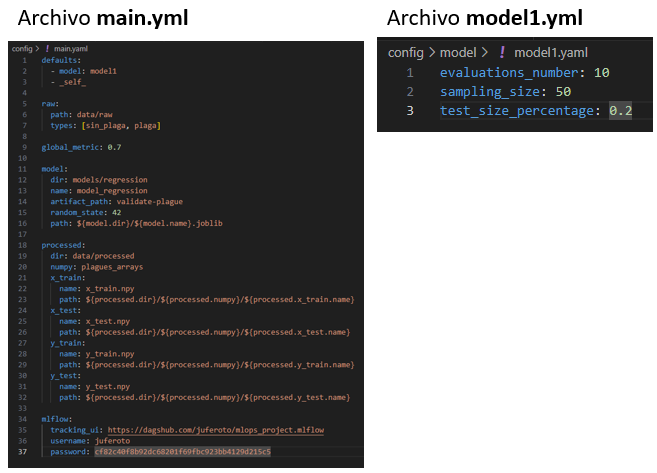 Archivo main.yml
config > ! main.yaml
1 defaults:
2 - model: model1
3 - _self_
4
5 raw:
6 path: data/raw
7 types: [sin_plaga, plaga]
8
9 global_metric: 0.7
10
11 model:
12 dir: models/regression
13 name: model_regression
14 artifact_path: validate-plague
15 random_state: 42
16 path: ${model.dir}/${model.name}.joblib
17
18 processed:
19 dir: data/processed
20 numpy: plagues_arrays
21 x_train:
22 name: x_train.npy
23 path: ${processed.dir}/${processed.numpy}/${processed.x_train.name}
24 x_test:
25 name: x_test.npy
26 path: ${processed.dir}/${processed.numpy}/${processed.x_test.name}
27 y_train:
28 name: y_train.npy
29 path: ${processed.dir}/${processed.numpy}/${processed.y_train.name}
30 y_test:
31 name: y_test.npy
32 path: ${processed.dir}/${processed.numpy}/${processed.y_test.name}
33
34 mlflow:
35 tracking_ui: https://dagshub.com/juferoto/mlops_project.mlflow
36 username: juferoto
37 password: cf82c40f8b92dc68201f69fbc923bb4129d215c5
Archivo model1.yml
config > model > ! model1.yaml
1 evaluations_number: 10
2 sampling_size: 50
3 test_size_percentage: 0.2